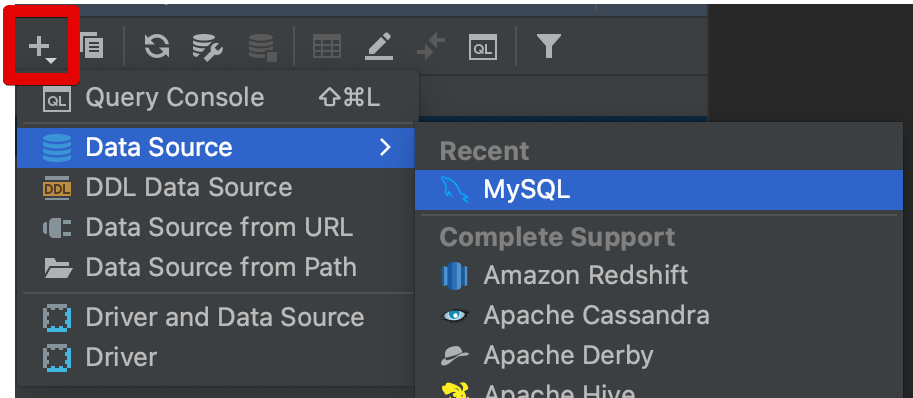 QL
QL Query Console ⇧⌘L
Data Source
DDL DDL Data Source
Data Source from URL
Data Source from Path
Driver and Data Source
Driver
Recent
MySQL
Complete Support
Amazon Redshift
Apache Cassandra
Apache Derby
Apache Hive